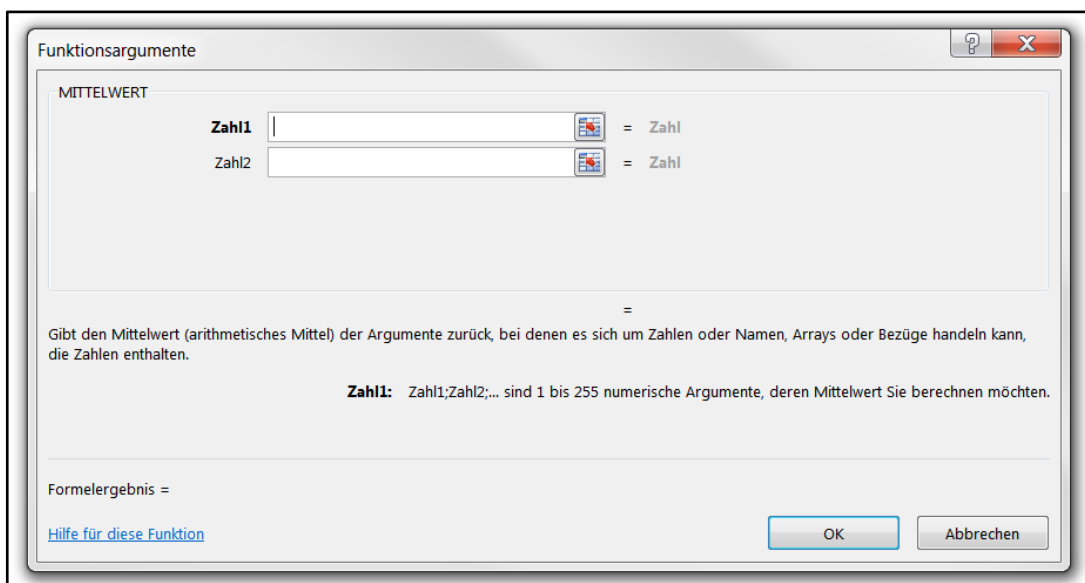 Funktionsargumente
MITTELWERT
Zahl1 = Zahl
Zahl2 = Zahl
=
Gibt den Mittelwert (arithmetisches Mittel) der Argumente zurück, bei denen es sich um Zahlen oder Namen, Arrays oder Bezüge handeln kann,
die Zahlen enthalten.
Zahl1: Zahl1;Zahl2;... sind 1 bis 255 numerische Argumente, deren Mittelwert Sie berechnen möchten.
Formelergebnis =
Hilfe für diese Funktion
OK Abbrechen